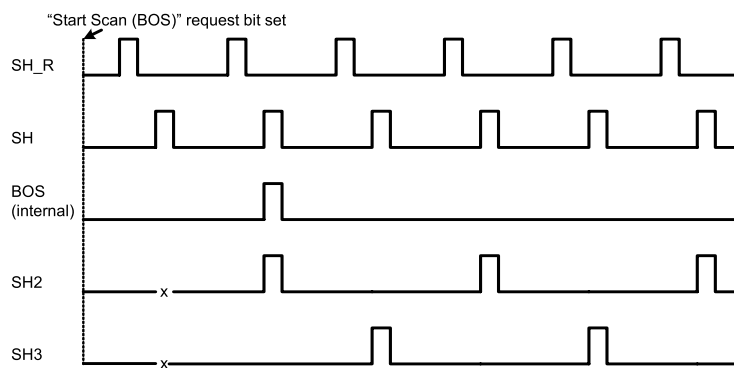 “Start Scan (BOS)” request bit set
SH_R
SH
BOS
(internal)
SH2
x
SH3
x